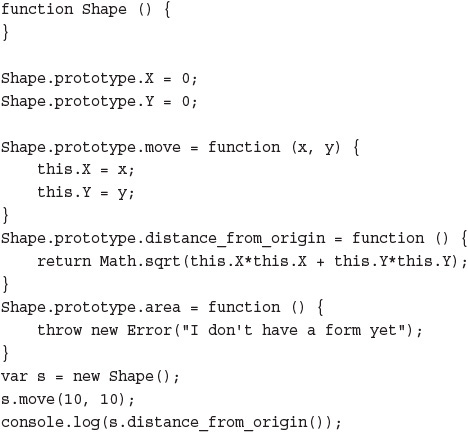 function Shape () {
}
Shape.prototype.X = 0;
Shape.prototype.Y = 0;
Shape.prototype.move = function (x, y) {
    this.X = x;
    this.Y = y;
}
Shape.prototype.distance_from_origin = function () {
    return Math.sqrt(this.X*this.X + this.Y*this.Y);
}
Shape.prototype.area = function () {
    throw new Error("I don't have a form yet");
}
var s = new Shape();
s.move(10, 10);
console.log(s.distance_from_origin());